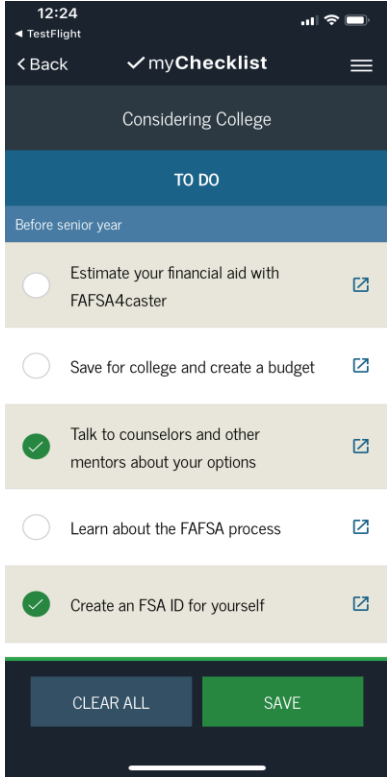 12:24
◀ TestFlight
< Back
✓ myChecklist
Considering College
TO DO
Before senior year
Estimate your financial aid with
FAFSA4caster
Save for college and create a budget
Talk to counselors and other
mentors about your options
Learn about the FAFSA process
Create an FSA ID for yourself
CLEAR ALL
SAVE